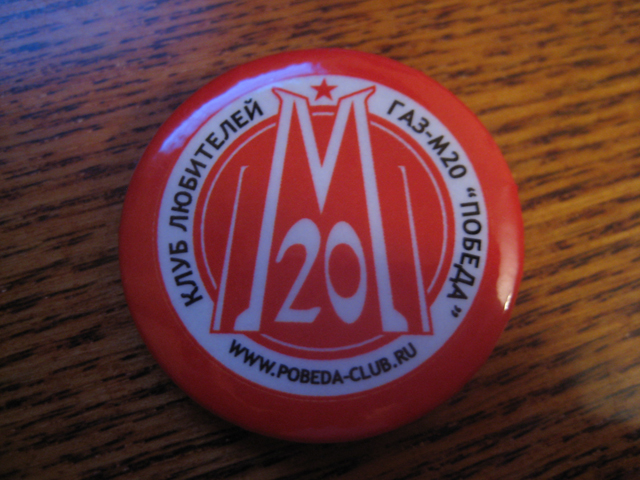 КЛУБ ЛЮБИТЕЛЕЙ ГАЗ-М20 "ПОБЕДА"
М
20
WWW.POBEDA-CLUB.RU